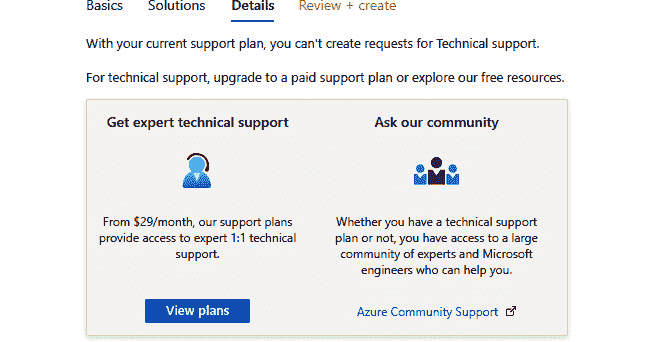 Basics Solutions Details Review + create
With your current support plan, you can't create requests for Technical support.
For technical support, upgrade to a paid support plan or explore our free resources.
Get expert technical support
From $29/month, our support plans
provide access to expert 1:1 technical
support.
View plans
Ask our community
Whether you have a technical support
plan or not, you have access to a large
community of experts and Microsoft
engineers who can help you.
Azure Community Support